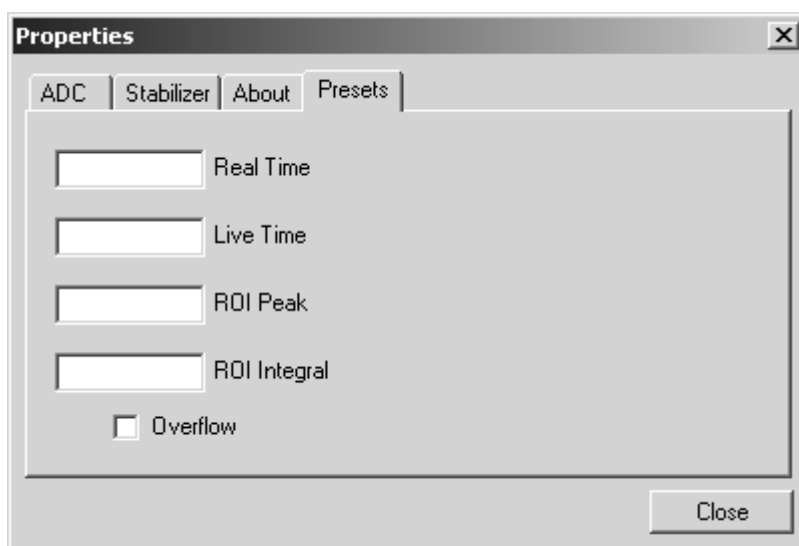 Properties
ADC Stabilizer About Presets
Real Time
Live Time
ROI Peak
ROI Integral
Overflow
Close